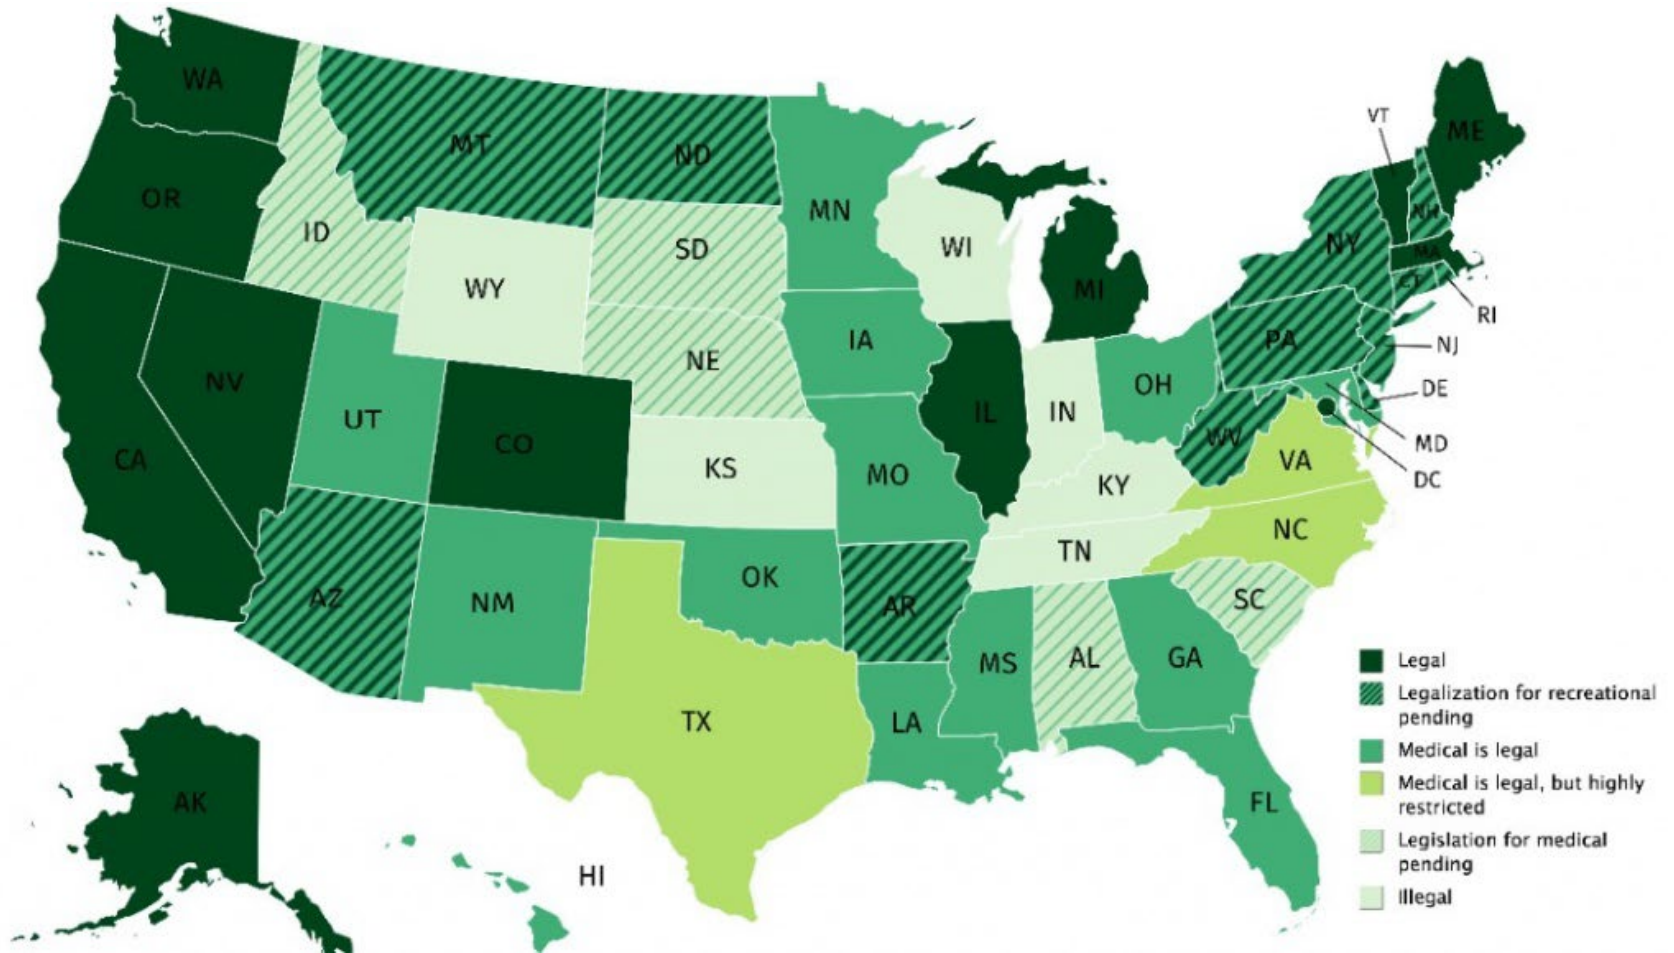 WA
MT
ND
OR
ID
SD
MN
WI
VT
ME
NH
NY
MA
WY
MI
CT
RI
NE
IA
PA
NJ
NV
UT
IL
IN
OH
DE
CA
CO
KS
MO
KY
WV
VA
MD
DC
AZ
NM
OK
AR
TN
NC
SC
TX
LA
MS
AL
GA
FL
AK
HI
Legal
Legalization for recreational
pending
Medical is legal
Medical is legal, but highly
restricted
Legislation for medical
pending
Illegal